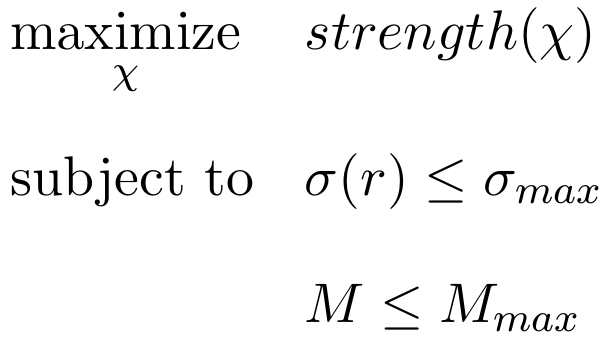 maximize strength(χ)
χ
subject to σ(r) ≤ σ_max
M ≤ M_max